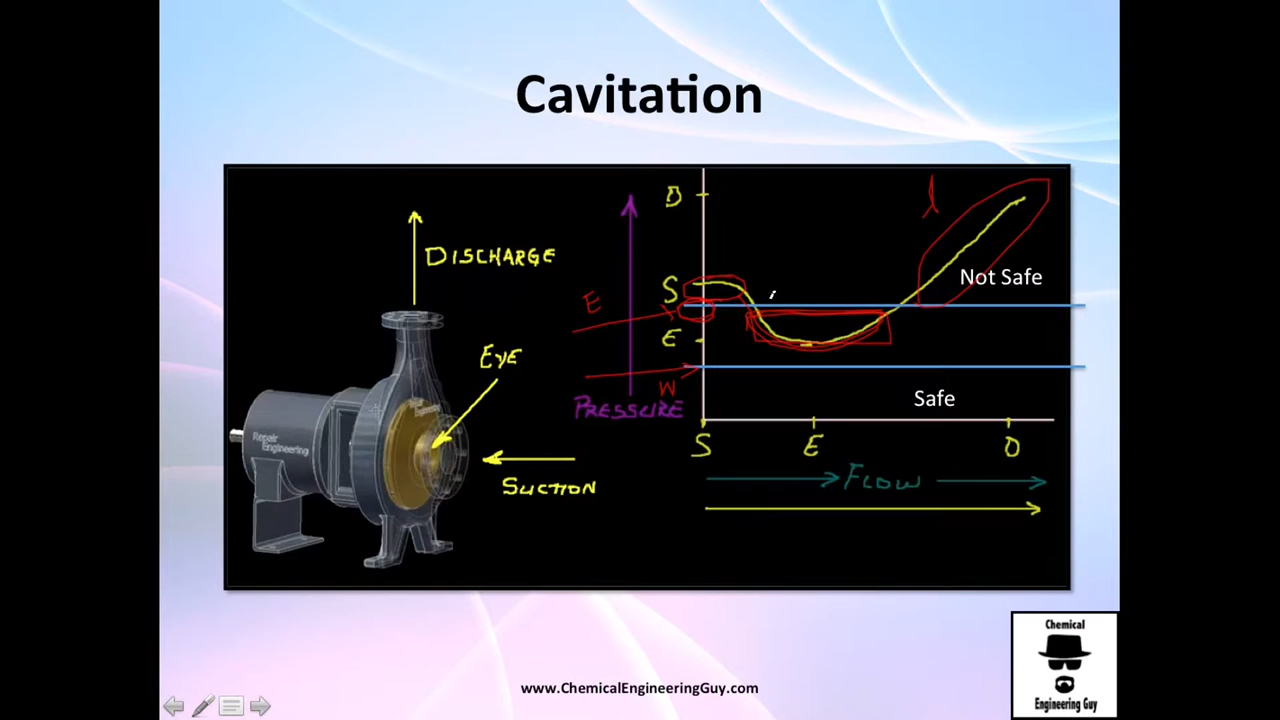 Cavitation
DISCHARGE
EYE
SUCTION
Repair
Engineering
PRESSURE
D
S
E
E
W
l
Not Safe
Safe
S E D
FLOW
Chemical
Engineering Guy
www.ChemicalEngineeringGuy.com